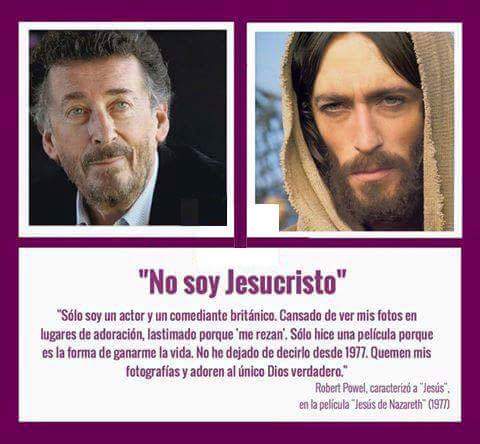 "No soy Jesucristo"
"Sólo soy un actor y un comediante británico. Cansado de ver mis fotos en
lugares de adoración, lastimado porque 'me rezan'. Sólo hice una película porque
es la forma de ganarme la vida. No he dejado de decirlo desde 1977. Quemen mis
fotografías y adoren al único Dios verdadero."
Robert Powel, caracterizó a "Jesús",
en la película "Jesús de Nazareth" (1977)